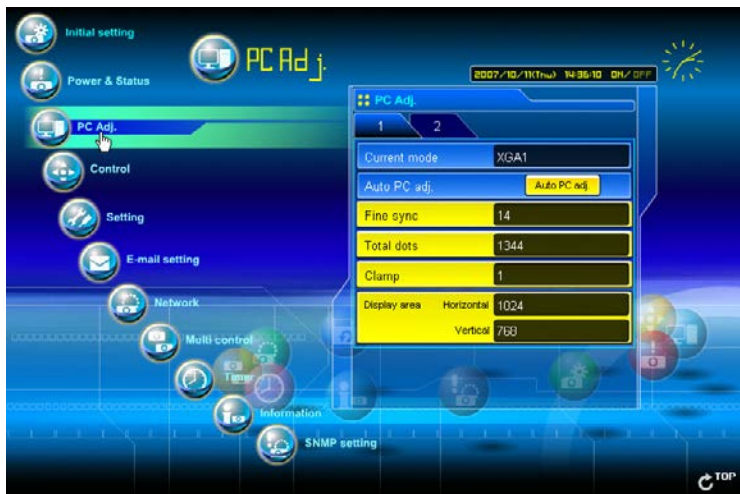 Initial setting
Power & Status
PC Adj.
Control
Setting
E-mail setting
Network
Multi control
Timer
Information
SNMP setting
PC Adj.
2007/10/11(Thu) 14:36:10 ON/OFF
PC Adj.
1 2
Current mode XGA1
Auto PC adj. Auto PC adj.
Fine sync 14
Total dots 1344
Clamp 1
Display area Horizontal 1024
Vertical 768
TOP